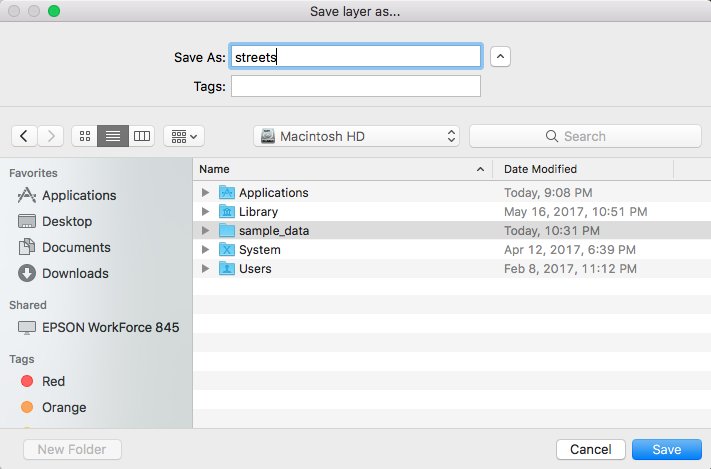 Save layer as...
Save As: streets
Tags:
Macintosh HD
Search
Favorites
Applications
Desktop
Documents
Downloads
Shared
EPSON WorkForce 845
Tags
Red
Orange
Name Date Modified
Applications Today, 9:08 PM
Library May 16, 2017, 10:51 PM
sample_data Today, 10:31 PM
System Apr 12, 2017, 6:39 PM
Users Feb 8, 2017, 11:12 PM
New Folder Cancel Save